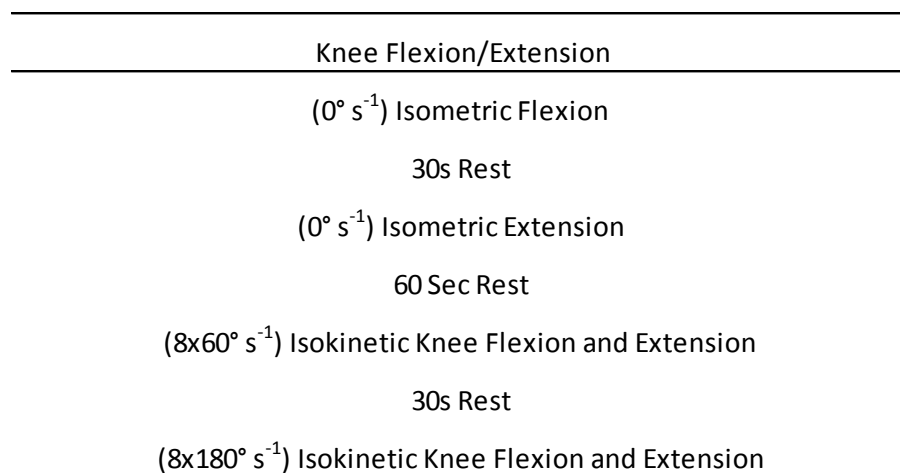 Knee Flexion/Extension
(0° s⁻¹) Isometric Flexion
30s Rest
(0° s⁻¹) Isometric Extension
60 Sec Rest
(8x60° s⁻¹) Isokinetic Knee Flexion and Extension
30s Rest
(8x180° s⁻¹) Isokinetic Knee Flexion and Extension